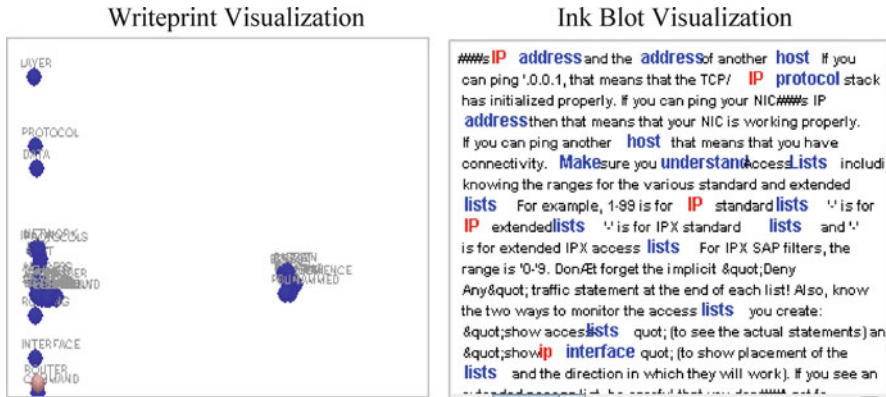 Writeprint Visualization
LAYER
PROTOCOL
DATA
NETWORK
PROTOCOLS
INTERFACE
ROUTER
COMMAND
Ink Blot Visualization
####s IP address and the address of another host If you
can ping '.0.0.1, that means that the TCP/ IP protocol stack
has initialized properly. If you can ping your NIC####s IP
address then that means that your NIC is working properly.
If you can ping another host that means that you have
connectivity. Make sure you understand Access Lists includi
knowing the ranges for the various standard and extended
lists For example, 1-99 is for IP standard lists '-' is for
IP extended lists '-' is for IPX standard lists and '-'
is for extended IPX access lists For IPX SAP filters, the
range is '0-'9. DonÆt forget the implicit &quot;Deny
Any&quot; traffic statement at the end of each list! Also, know
the two ways to monitor the access lists you create:
&quot;show access lists quot; (to see the actual statements) an
&quot;show ip interface quot; (to show placement of the
lists and the direction in which they will work). If you see an